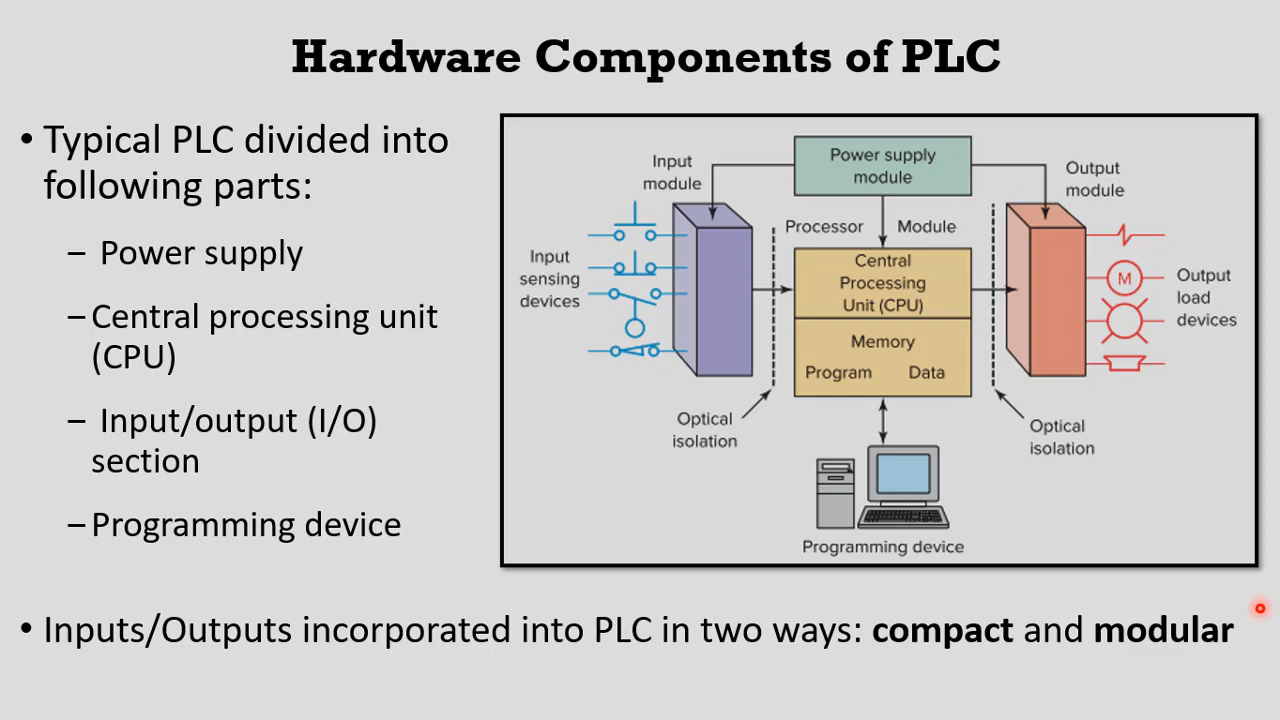 Hardware Components of PLC
• Typical PLC divided into
following parts:
– Power supply
– Central processing unit
(CPU)
– Input/output (I/O)
section
– Programming device
Input
module
Power supply
module
Output
module
Processor
Module
Input
sensing
devices
Central
Processing
Unit (CPU)
Memory
Program
Data
M
Output
load
devices
Optical
isolation
Optical
isolation
Programming device
• Inputs/Outputs incorporated into PLC in two ways: compact and modular